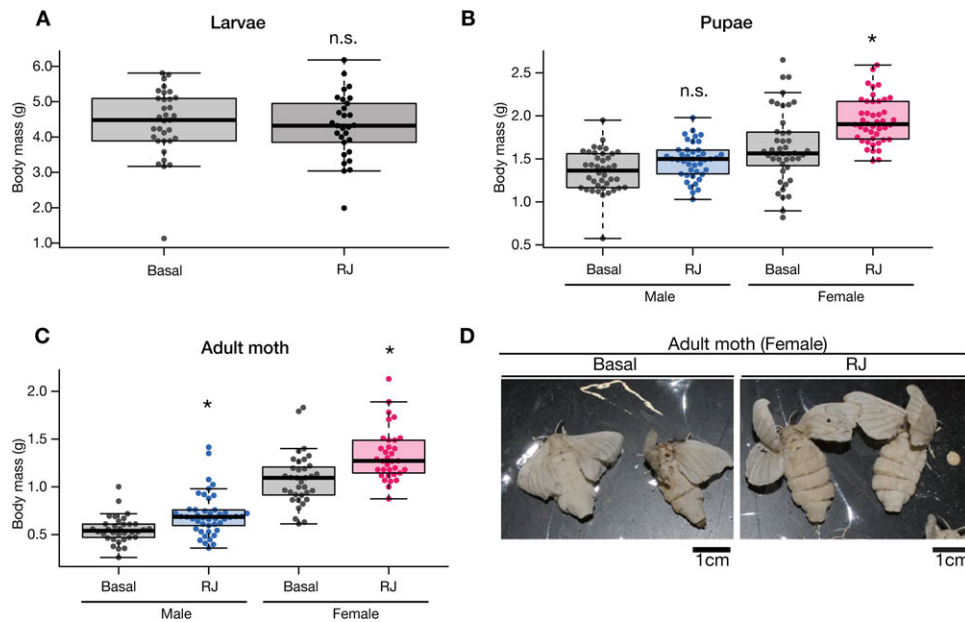 A
Larvae
n.s.
Body mass (g)
6.0
5.0
4.0
3.0
2.0
1.0
Basal
RJ
B
Pupae
*
n.s.
Body mass (g)
2.5
2.0
1.5
1.0
0.5
Basal
RJ
Basal
RJ
Male
Female
C
Adult moth
*
*
Body mass (g)
2.0
1.5
1.0
0.5
Basal
RJ
Basal
RJ
Male
Female
D
Adult moth (Female)
Basal
RJ
1cm
1cm